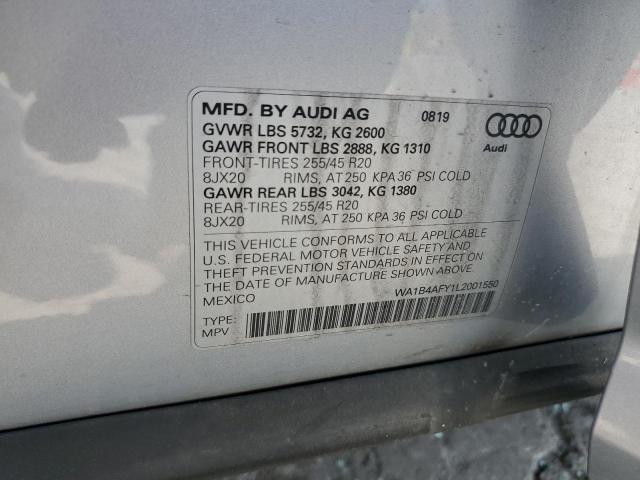 MFD. BY AUDI AG 0819
GVWR LBS 5732, KG 2600
GAWR FRONT LBS 2888, KG 1310
FRONT-TIRES 255/45 R20
8JX20 RIMS, AT 250 KPA 36 PSI COLD
GAWR REAR LBS 3042, KG 1380
REAR-TIRES 255/45 R20
8JX20 RIMS, AT 250 KPA 36 PSI COLD
Audi
THIS VEHICLE CONFORMS TO ALL APPLICABLE
U.S. FEDERAL MOTOR VEHICLE SAFETY AND
THEFT PREVENTION STANDARDS IN EFFECT ON
THE DATE OF MANUFACTURE SHOWN ABOVE.
MEXICO
WA1B4AFY1L2001550
TYPE:
MPV